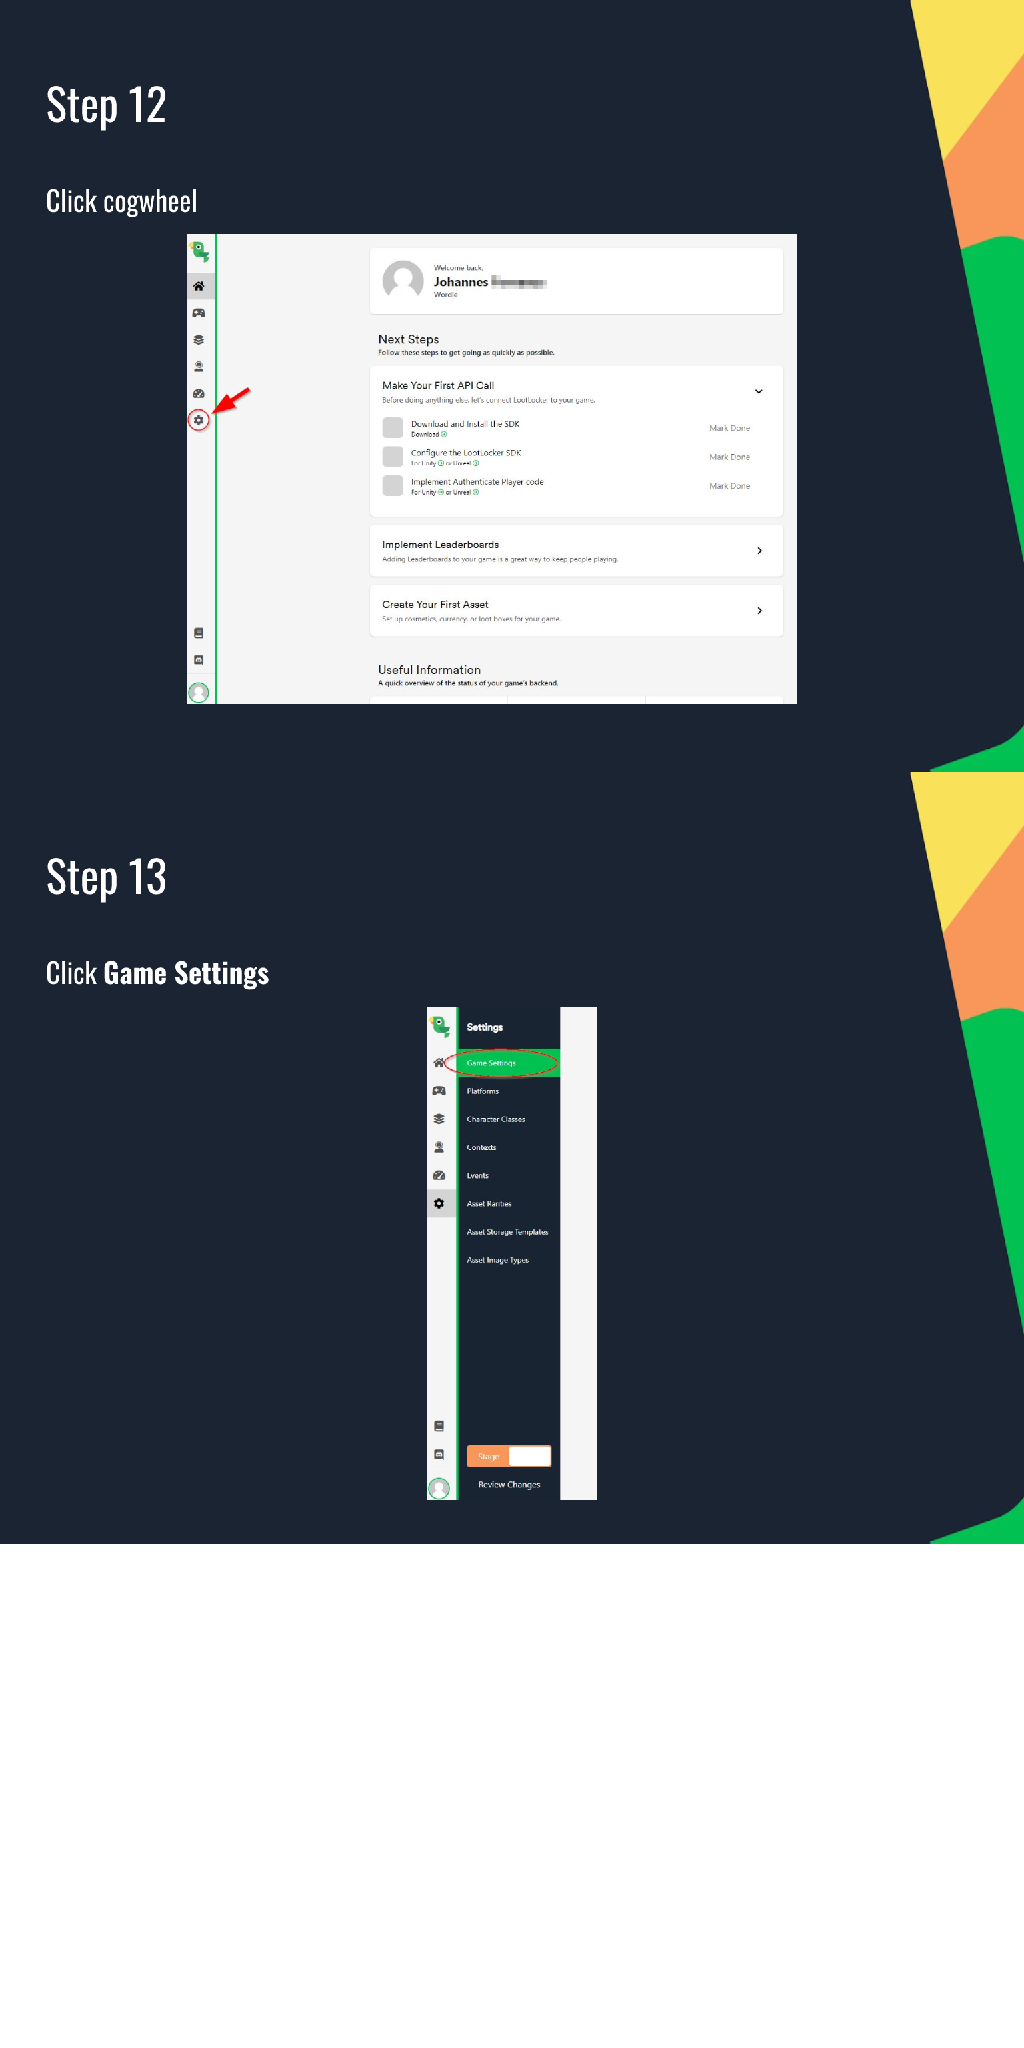 Step 12
Click cogwheel
Welcome back,
Johannes
Wordle
Next Steps
Follow these steps to get going as quickly as possible.
Make Your First API Call
Before doing anything else, let's connect LootLocker to your game.
Download and Install the SDK
Download
Mark Done
Configure the LootLocker SDK
For Unity or Unreal
Mark Done
Implement Authenticate Player code
For Unity or Unreal
Mark Done
Implement Leaderboards
Adding Leaderboards to your game is a great way to keep people playing.
Create Your First Asset
Set up cosmetics, currency, or loot boxes for your game.
Useful Information
A quick overview of the status of your game's backend.
Step 13
Click Game Settings
Settings
Game Settings
Platforms
Character Classes
Contexts
Events
Asset Rarities
Asset Storage Templates
Asset Image Types
Stage
Review Changes